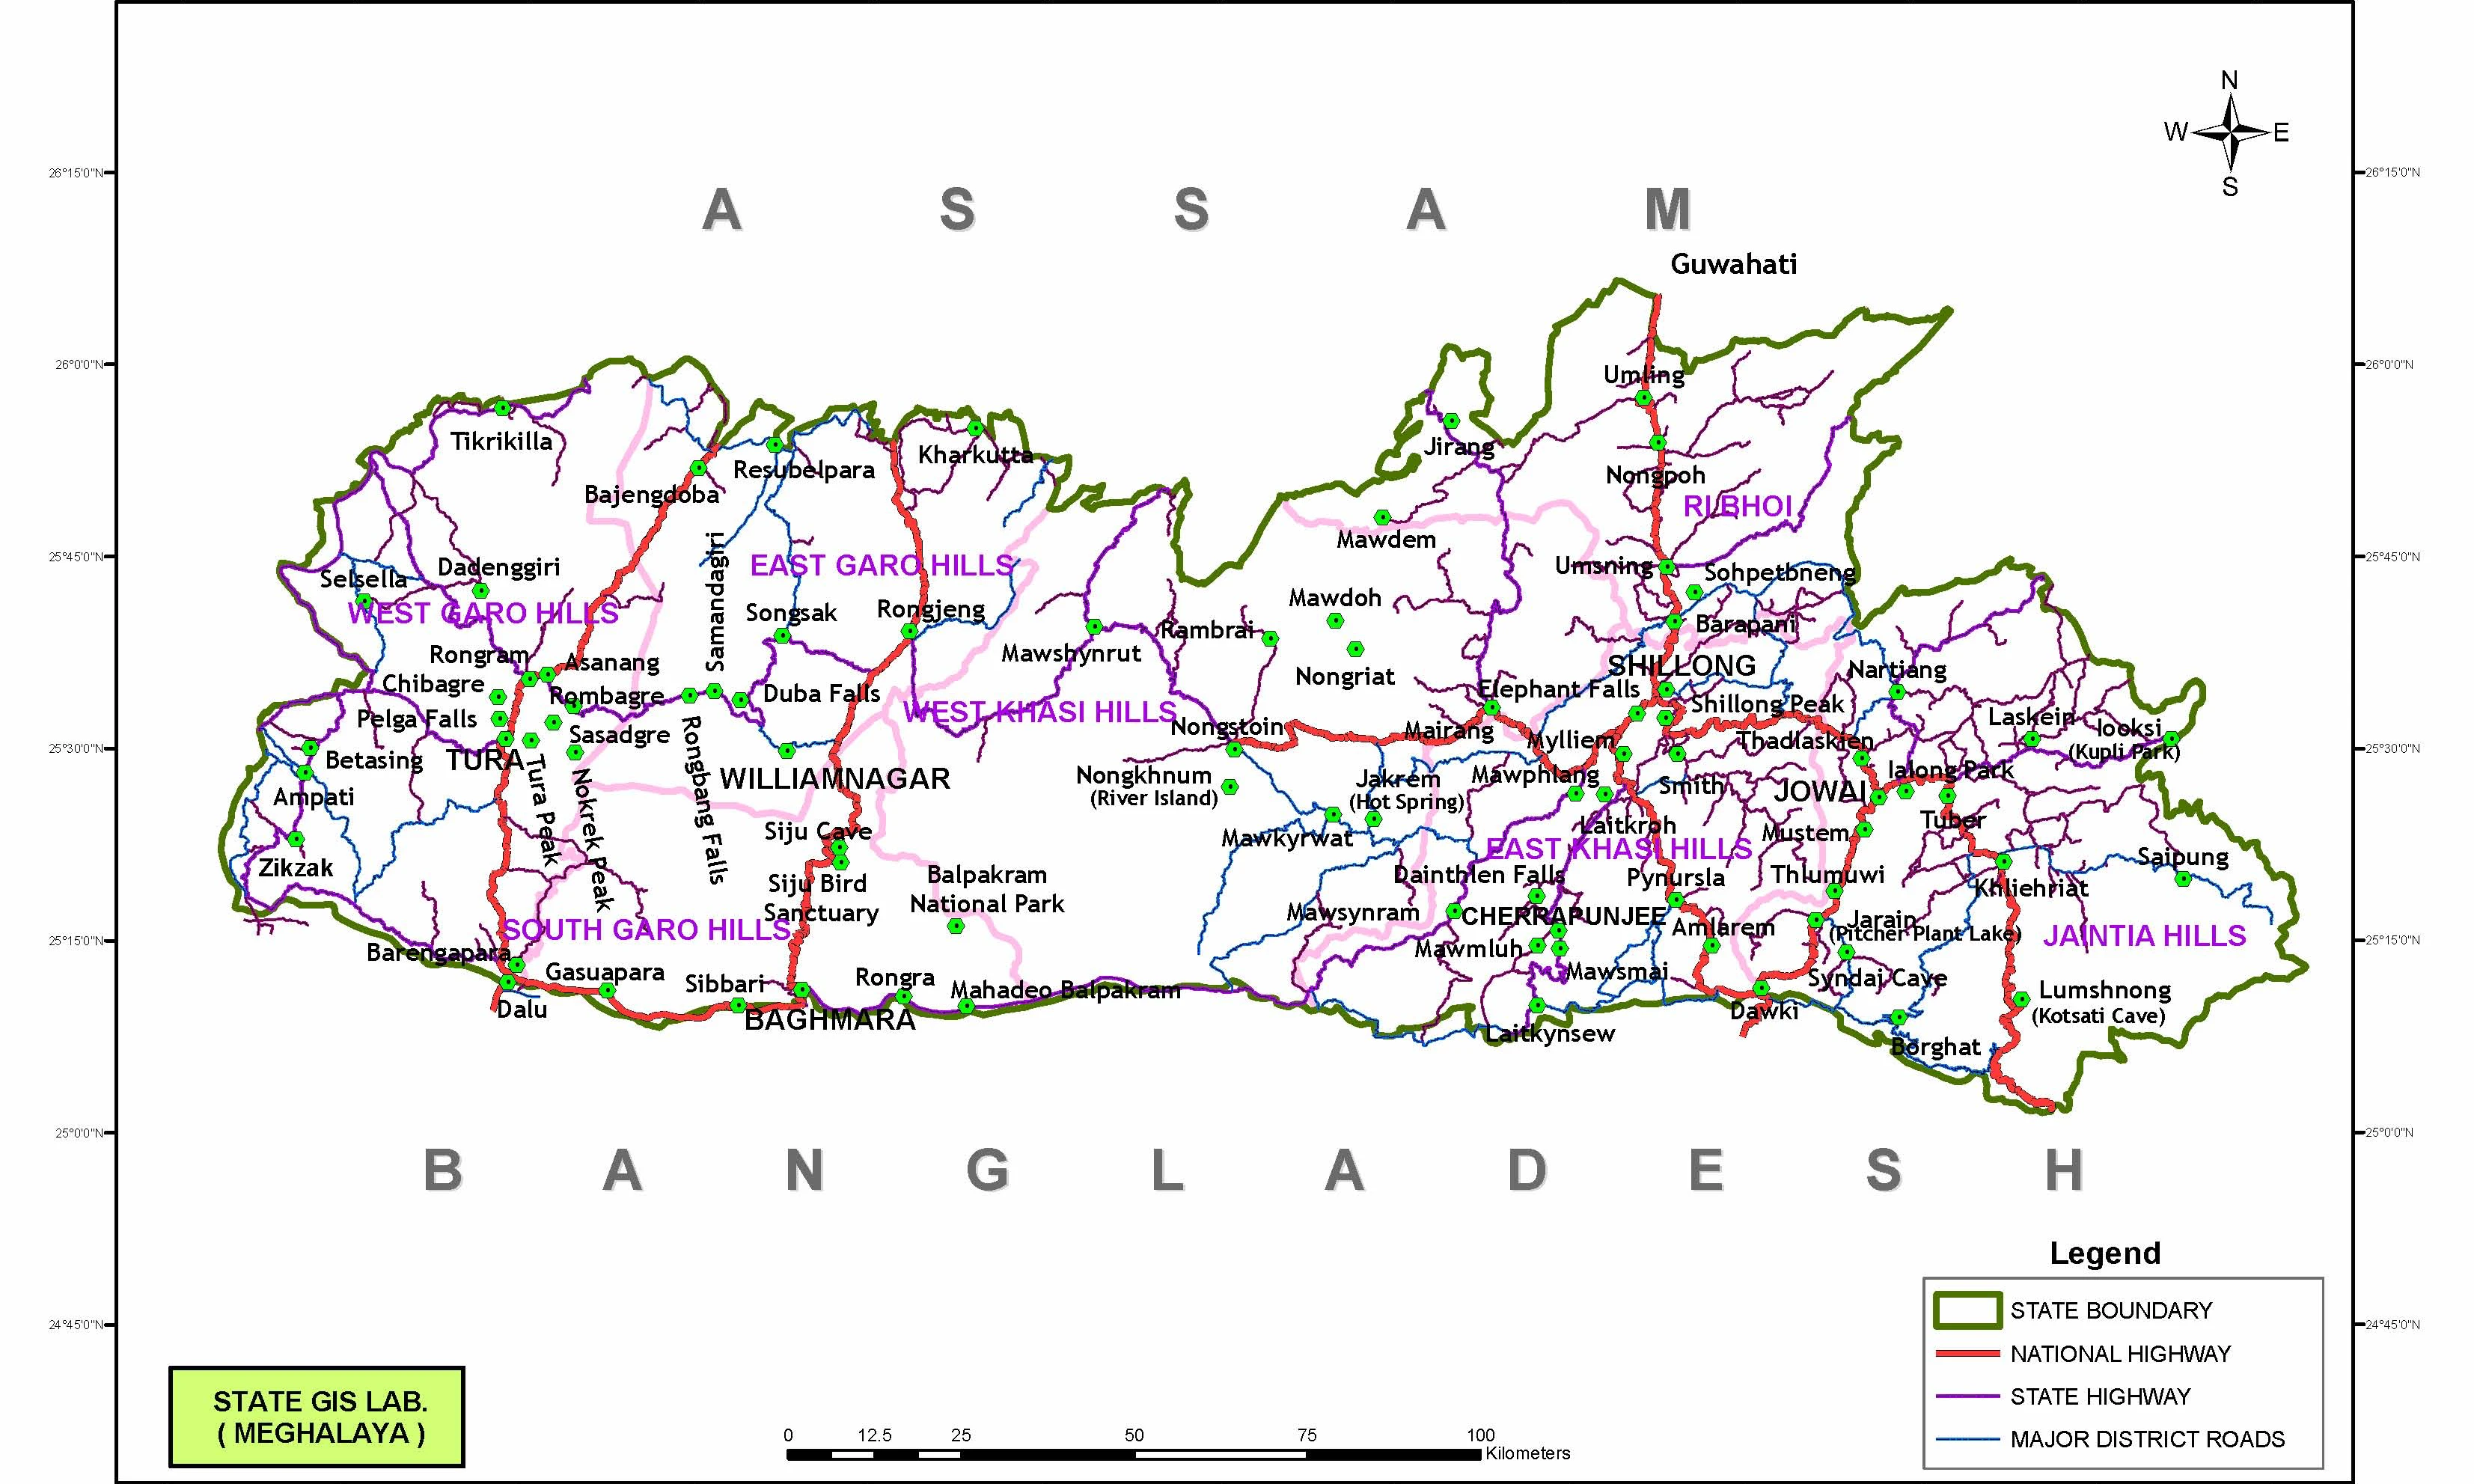 N
W E
S
26°15'0"N 26°15'0"N
A S S A M
Guwahati
26°0'0"N 26°0'0"N
Umling
Tikrikilla
Resubelpara
Kharkutta
Jirang
Bajengdoba
Nongpoh
RI BHOI
Mawdem
25°45'0"N 25°45'0"N
Selsella
Dadenggiri
EAST GARO HILLS
Umsning
Sohpetbneng
WEST GARO HILLS
Samandagiri
Songsak
Rongjeng
Mawdoh
Rambrai
Barapani
Rongram
Asanang
Mawshynrut
SHILLONG
Nartiang
Chibagre
Rombagre
Duba Falls
Nongriat
Elephant Falls
Pelga Falls
Sasadgre
WEST KHASI HILLS
Shillong Peak
Nongstoin
Mairang
Mylliem
Thadlaskien
Laskein
Iooksi
(Kupli Park)
25°30'0"N 25°30'0"N
Betasing
TURA
Tura Peak
Nokrek Peak
Rongbang Falls
WILLIAMNAGAR
Nongkhnum
(River Island)
Jakrem
(Hot Spring)
Mawphlang
Smith
JOWAI
Ialong Park
Ampati
Siju Cave
Mawkyrwat
Laitkroh
Mustem
Tuber
Zikzak
EAST KHASI HILLS
Saipung
Siju Bird
Sanctuary
Balpakram
National Park
Dainthlen Falls
Pynursla
Thlumuwi
Khliehriat
Mawsynram
CHERRAPUNJEE
Amlarem
Jarain
(Pitcher Plant Lake)
SOUTH GARO HILLS
JAINTIA HILLS
25°15'0"N 25°15'0"N
Barengapara
Gasuapara
Sibbari
Rongra
Mahadeo Balpakram
Mawmluh
Mawsmai
Syndaj Cave
Lumshnong
(Kotsati Cave)
Dalu
BAGHMARA
Laitkynsew
Dawki
Borghat
25°0'0"N 25°0'0"N
B A N G L A D E S H
24°45'0"N 24°45'0"N
Legend
STATE BOUNDARY
NATIONAL HIGHWAY
STATE HIGHWAY
MAJOR DISTRICT ROADS
STATE GIS LAB.
( MEGHALAYA )
0 12.5 25 50 75 100
Kilometers